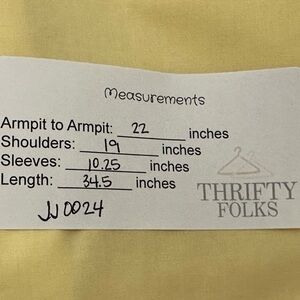 Measurements
Armpit to Armpit: 22 inches
Shoulders: 19 inches
Sleeves: 10.25 inches
Length: 34.5 inches
THRIFTY
FOLKS
JJ0024